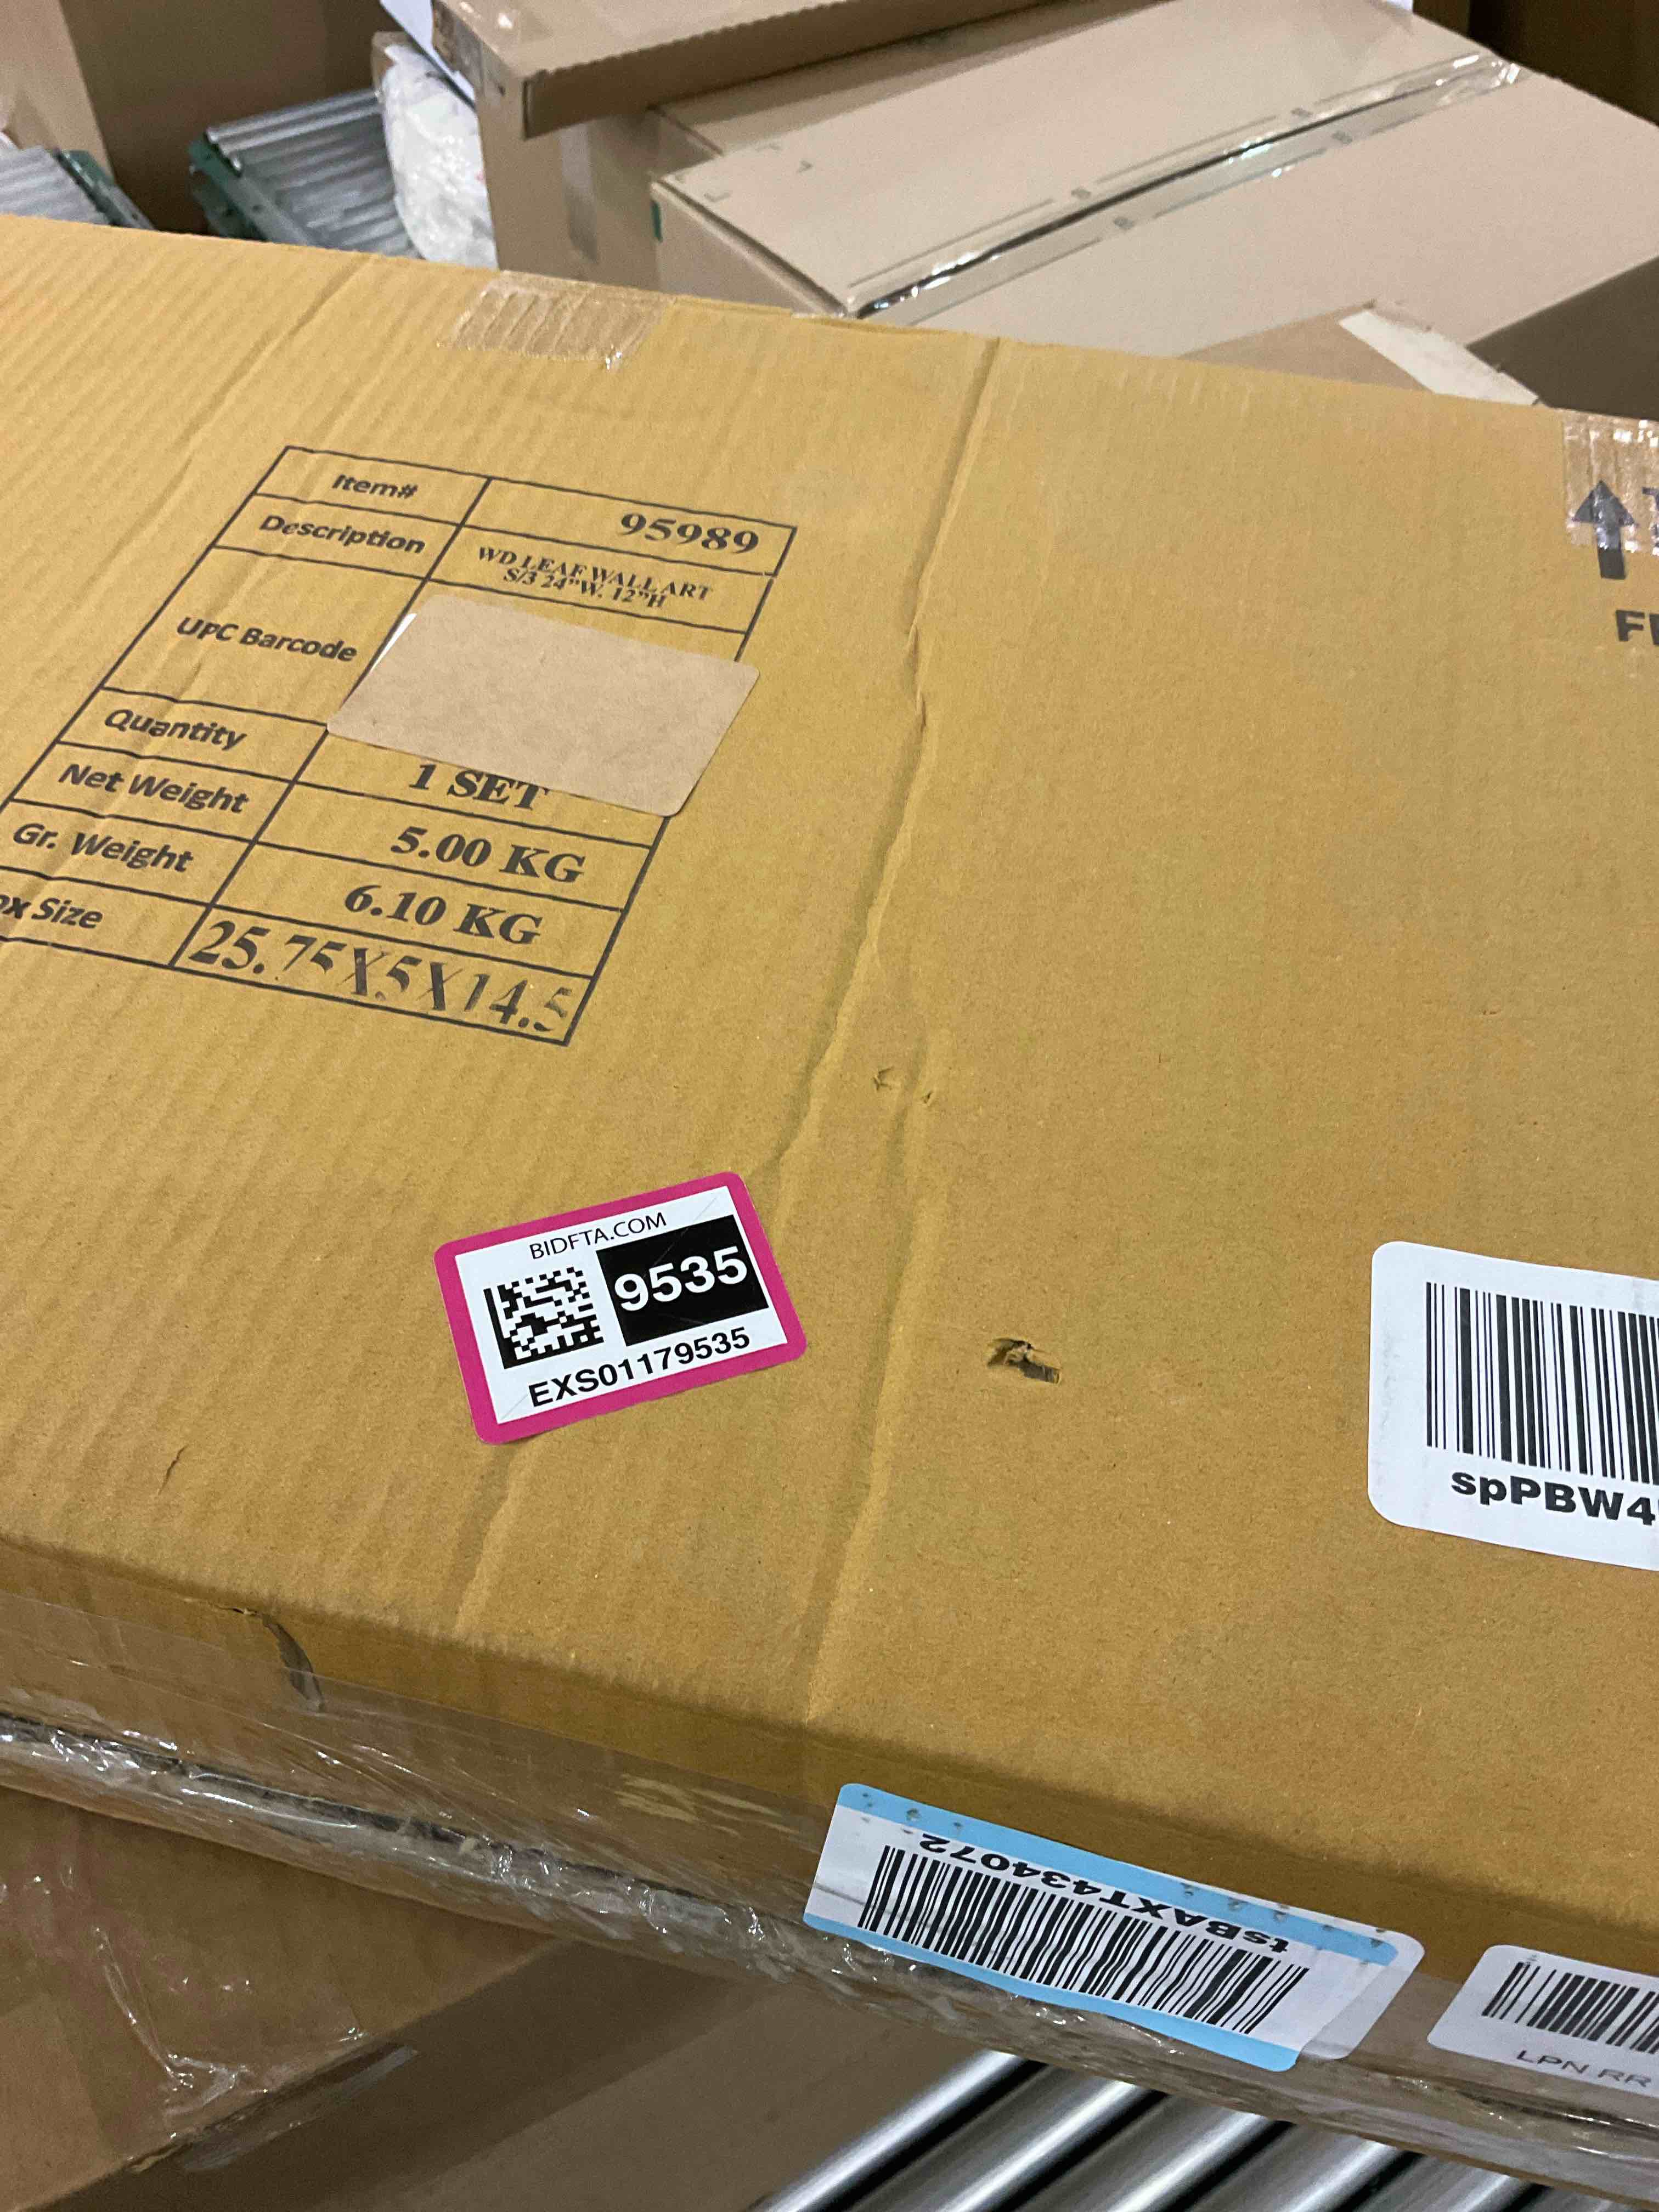 Item# 95989
Description WD LEAF WALL ART
S/3 24"W. 12"H
UPC Barcode
Quantity 1 SET
Net Weight 5.00 KG
Gr. Weight 6.10 KG
Size 25.75X5X14.5
BIDFTA.COM
9535
EXS01179535
spPBW4
tsBAXT434072
LPN RR